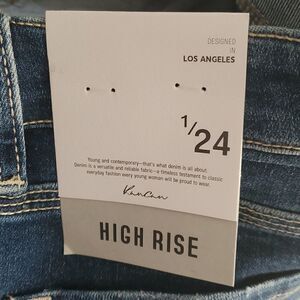 DESIGNED
IN
LOS ANGELES
1/24
Young and contemporary—that's what denim is all about.
Denim is a versatile and reliable fabric—a timeless testament to classic
everyday fashion every young woman will be proud to wear.
KanCan
HIGH RISE